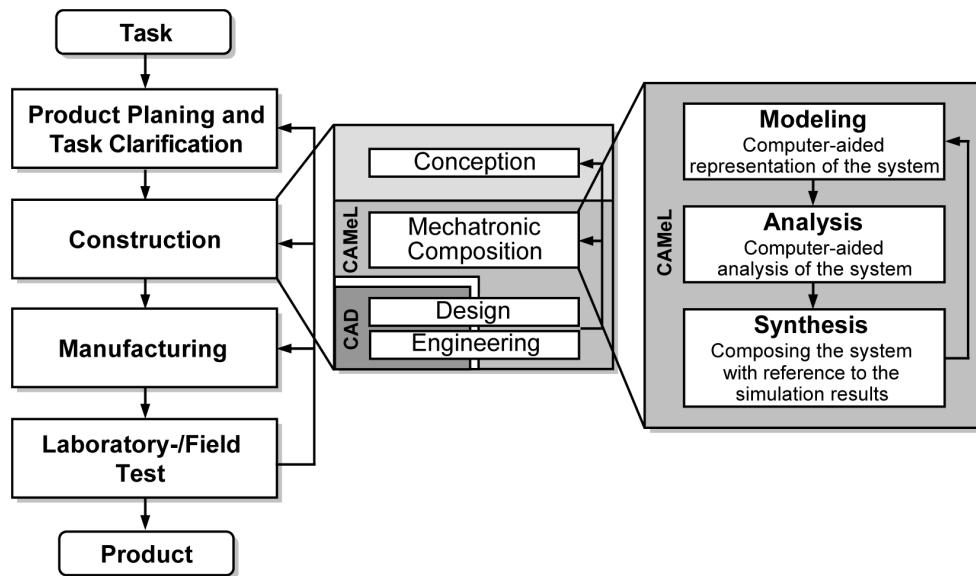 Task
Product Planing and
Task Clarification
Construction
Manufacturing
Laboratory-/Field
Test
Product
Conception
CAMeL
Mechatronic
Composition
CAD
Design
Engineering
CAMeL
Modeling
Computer-aided
representation of the system
Analysis
Computer-aided
analysis of the system
Synthesis
Composing the system
with reference to the
simulation results